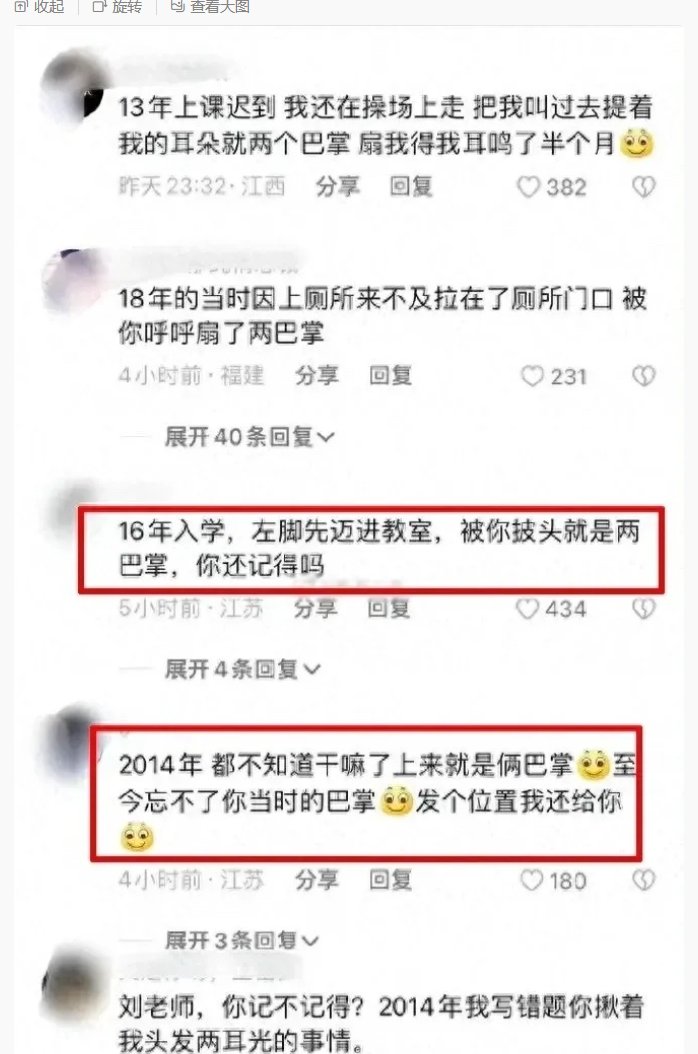 收起 旋转 查看大图
13年上课迟到 我还在操场上走 把我叫过去提着
我的耳朵就两个巴掌 扇我得我耳鸣了半个月
昨天23:32·江西 分享 回复 382
18年的当时因上厕所来不及拉在了厕所门口 被
你呼呼扇了两巴掌
4小时前·福建 分享 回复 231
展开40条回复
16年入学，左脚先迈进教室，被你披头就是两
巴掌，你还记得吗
5小时前·江苏 分享 回复 434
展开4条回复
2014年 都不知道干嘛了上来就是俩巴掌至
今忘不了你当时的巴掌发个位置我还给你
4小时前·江苏 分享 回复 180
展开3条回复
刘老师，你记不记得？2014年我写错题你揪着
我头发两耳光的事情。